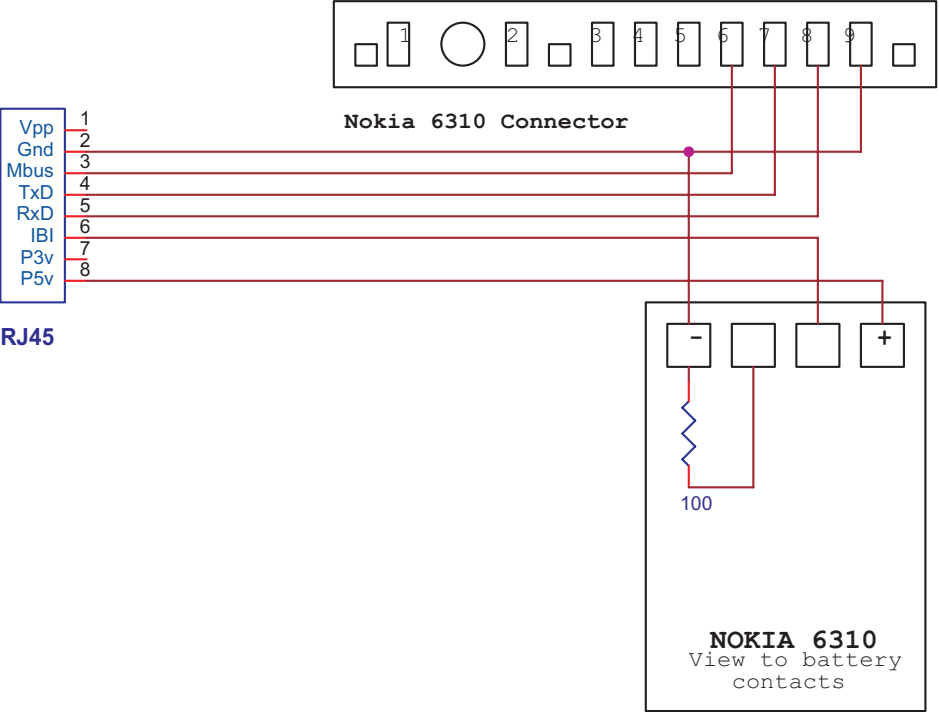 1 2 3 4 5 6 7 8 9
Nokia 6310 Connector
Vpp 1
Gnd 2
Mbus 3
TxD 4
RxD 5
IBI 6
P3v 7
P5v 8
RJ45
- +
100
NOKIA 6310
View to battery
contacts